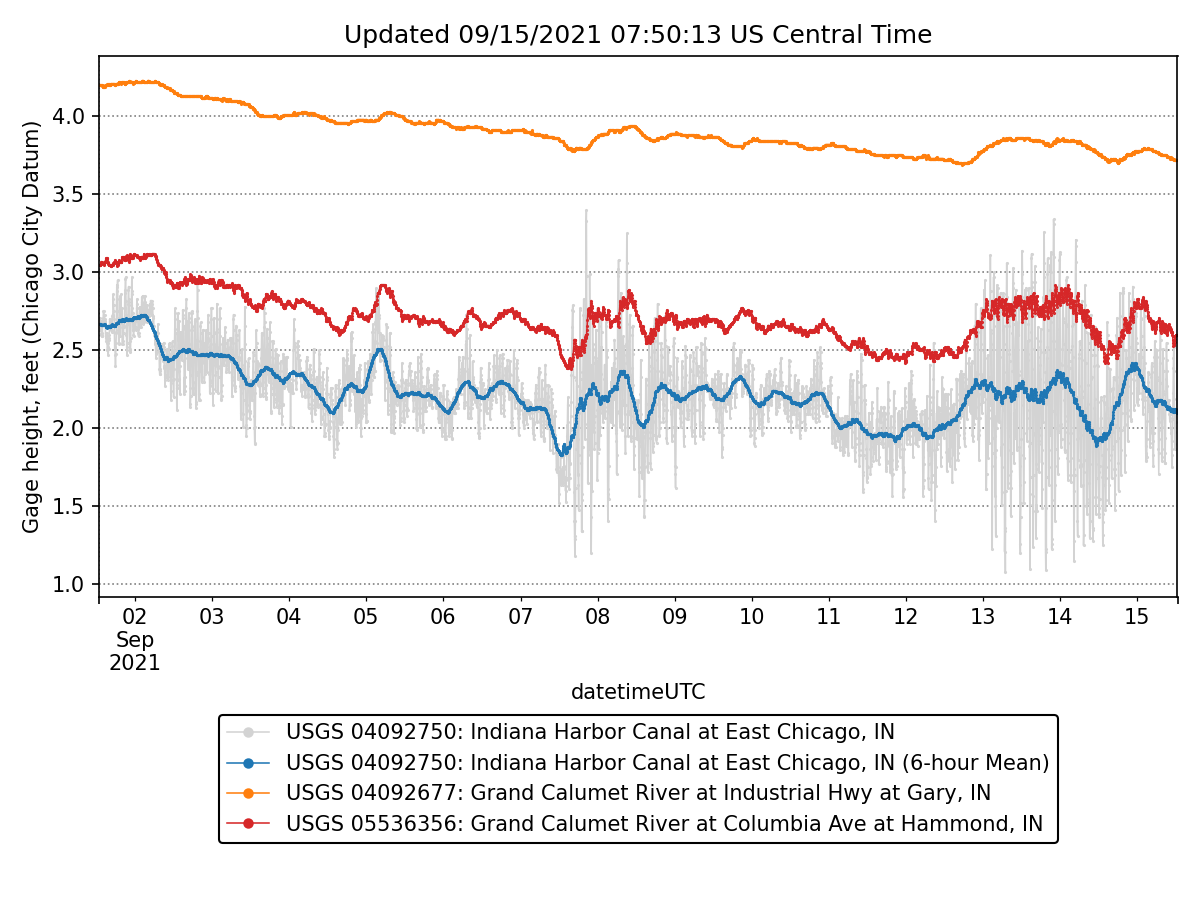 Updated 09/15/2021 07:50:13 US Central Time
Gage height, feet (Chicago City Datum)
4.0
3.5
3.0
2.5
2.0
1.5
1.0
02 03 04 05 06 07 08 09 10 11 12 13 14 15
Sep
2021
datetimeUTC
USGS 04092750: Indiana Harbor Canal at East Chicago, IN
USGS 04092750: Indiana Harbor Canal at East Chicago, IN (6-hour Mean)
USGS 04092677: Grand Calumet River at Industrial Hwy at Gary, IN
USGS 05536356: Grand Calumet River at Columbia Ave at Hammond, IN